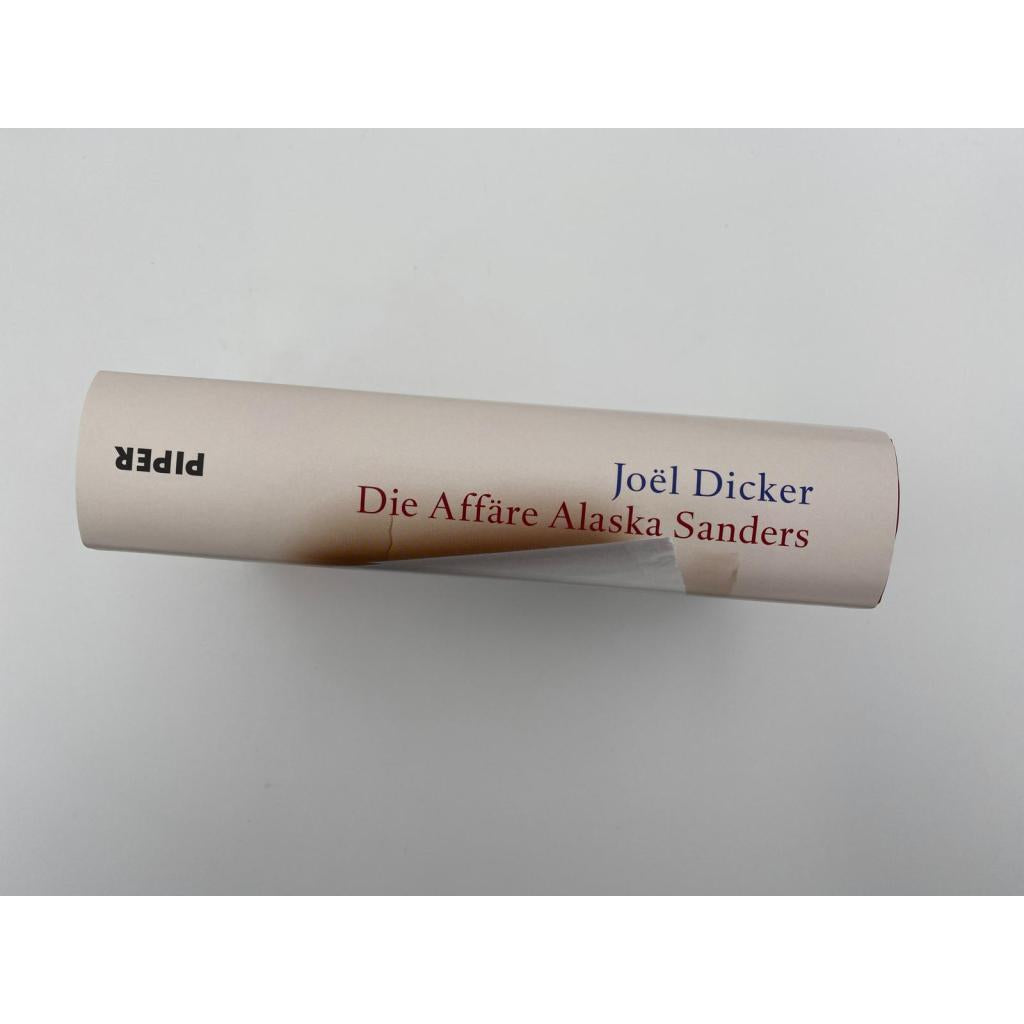 Joël Dicker
Die Affäre Alaska Sanders
PIPER